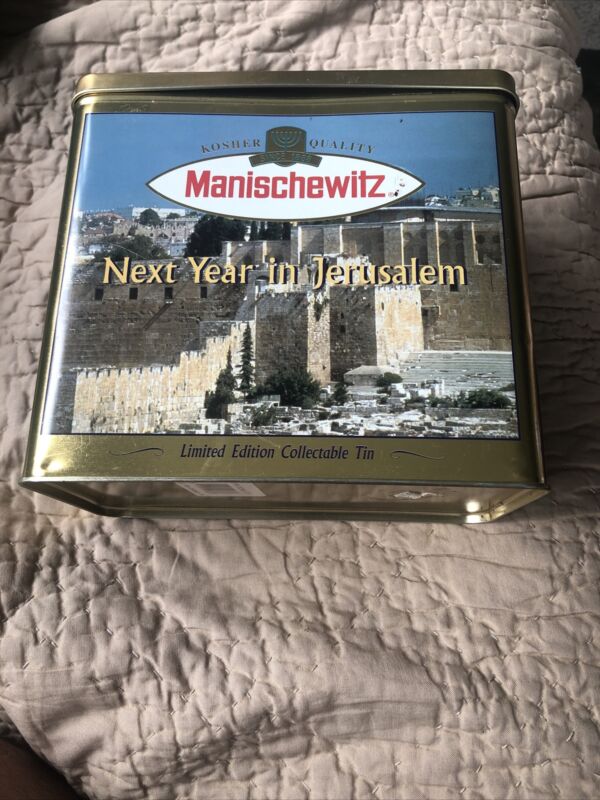 KOSHER QUALITY
Manischewitz
Next Year in Jerusalem
Limited Edition Collectable Tin